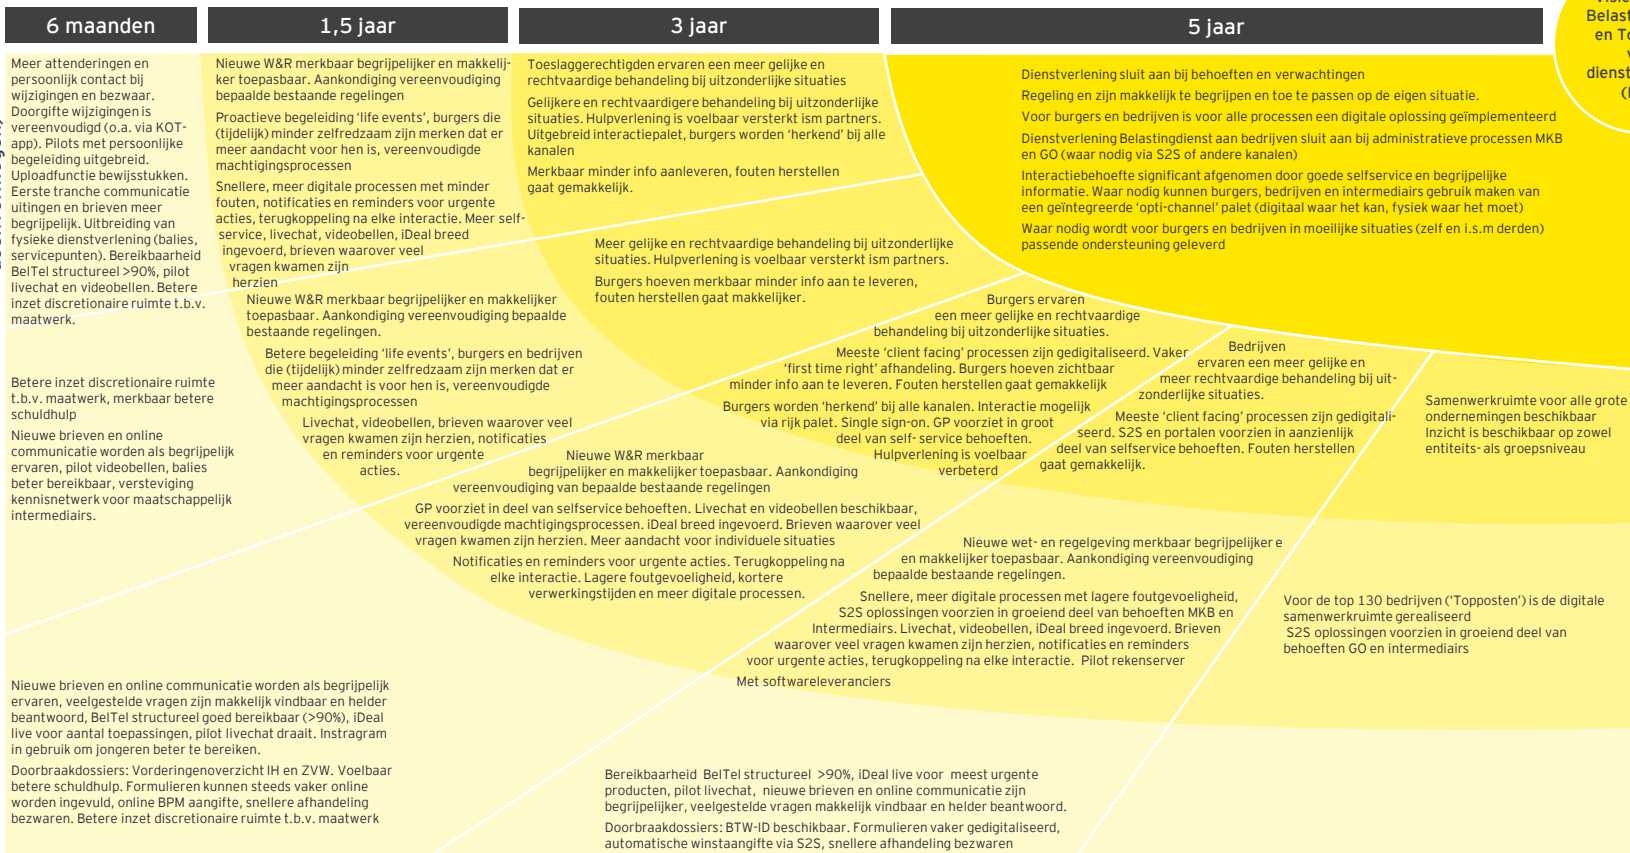 6 maanden
1,5 jaar
3 jaar
5 jaar
Meer attenderingen en
persoonlijk contact bij
wijzigingen en bezwaar.
Doorgifte wijzigingen is
vereenvoudigd (o.a. via KOT-
app). Pilots met persoonlijke
begeleiding uitgebreid.
Uploadfunctie bewijsstukken.
Eerste tranche communicatie
uitingen en brieven meer
begrijpelijk. Uitbreiding van
fysieke dienstverlening (balies,
servicepunten). Bereikbaarheid
BelTel structureel >90%, pilot
livechat en videobellen. Betere
inzet discretionaire ruimte t.b.v.
maatwerk.
Nieuwe W&R merkbaar begrijpelijker en makkelij-
ker toepasbaar. Aankondiging vereenvoudiging
bepaalde bestaande regelingen
Proactieve begeleiding ‘life events’, burgers die
(tijdelijk) minder zelfredzaam zijn merken dat er
meer aandacht voor hen is, vereenvoudigde
machtigingsprocessen
Snellere, meer digitale processen met minder
fouten, notificaties en reminders voor urgente
acties, terugkoppeling na elke interactie. Meer self-
service, livechat, videobellen, iDeal breed
ingevoerd, brieven waarover veel
vragen kwamen zijn
herzien
Toeslaggerechtigden ervaren een meer gelijke en
rechtvaardige behandeling bij uitzonderlijke situaties
Gelijkere en rechtvaardigere behandeling bij uitzonderlijke
situaties. Hulpverlening is voelbaar versterkt ism partners.
Uitgebreid interactiepalet, burgers worden ‘herkend’ bij alle
kanalen
Merkbaar minder info aanleveren, fouten herstellen
gaat gemakkelijk.
Dienstverlening sluit aan bij behoeften en verwachtingen
Regeling en zijn makkelijk te begrijpen en toe te passen op de eigen situatie.
Voor burgers en bedrijven is voor alle processen een digitale oplossing geïmplementeerd
Dienstverlening Belastingdienst aan bedrijven sluit aan bij administratieve processen MKB
en GO (waar nodig via S2S of andere kanalen)
Interactiebehoefte significant afgenomen door goede selfservice en begrijpelijke
informatie. Waar nodig kunnen burgers, bedrijven en intermediairs gebruik maken van
een geïntegreerde ‘opti-channel’ palet (digitaal waar het kan, fysiek waar het moet)
Waar nodig wordt voor burgers en bedrijven in moeilijke situaties (zelf en i.s.m derden)
passende ondersteuning geleverd
Meer gelijke en rechtvaardige behandeling bij uitzonderlijke
situaties. Hulpverlening is voelbaar versterkt ism partners.
Burgers hoeven merkbaar minder info aan te leveren,
fouten herstellen gaat makkelijker.
Betere inzet discretionaire ruimte
t.b.v. maatwerk, merkbaar betere
schuldhulp
Nieuwe brieven en online
communicatie worden als begrijpelijk
ervaren, pilot videobellen, balies
beter bereikbaar, versteviging
kennisnetwerk voor maatschappelijk
intermediairs.
Nieuwe W&R merkbaar begrijpelijker en makkelijker
toepasbaar. Aankondiging vereenvoudiging bepaalde
bestaande regelingen.
Betere begeleiding ‘life events’, burgers en bedrijven
die (tijdelijk) minder zelfredzaam zijn merken dat er
meer aandacht is voor hen is, vereenvoudigde
machtigingsprocessen
Livechat, videobellen, brieven waarover veel
vragen kwamen zijn herzien, notificaties
en reminders voor urgente
acties.
Burgers ervaren
een meer gelijke en rechtvaardige
behandeling bij uitzonderlijke situaties.
Meeste ‘client facing’ processen zijn gedigitaliseerd. Vaker
‘first time right’ afhandeling. Burgers hoeven zichtbaar
minder info aan te leveren. Fouten herstellen gaat gemakkelijk
Burgers worden ‘herkend’ bij alle kanalen. Interactie mogelijk
via rijk palet. Single sign-on. GP voorziet in groot
deel van self- service behoeften.
Hulpverlening is voelbaar
verbeterd
Bedrijven
ervaren een meer gelijke en
meer rechtvaardige behandeling bij uit-
zonderlijke situaties.
Meeste ‘client facing’ processen zijn gedigitali-
seerd. S2S en portalen voorzien in aanzienlijk
deel van selfservice behoeften. Fouten herstellen
gaat gemakkelijk.
Samenwerkruimte voor alle grote
ondernemingen beschikbaar
Inzicht is beschikbaar op zowel
entiteits- als groepsniveau
Nieuwe W&R merkbaar
begrijpelijker en makkelijker toepasbaar. Aankondiging
vereenvoudiging van bepaalde bestaande regelingen
GP voorziet in deel van selfservice behoeften. Livechat en videobellen beschikbaar,
vereenvoudigde machtigingsprocessen. iDeal breed ingevoerd. Brieven waarover veel
vragen kwamen zijn herzien. Meer aandacht voor individuele situaties
Notificaties en reminders voor urgente acties. Terugkoppeling na
elke interactie. Lagere foutgevoeligheid, kortere
verwerkingstijden en meer digitale processen.
Nieuwe wet- en regelgeving merkbaar begrijpelijker e
en makkelijker toepasbaar. Aankondiging vereenvoudiging
bepaalde bestaande regelingen.
Snellere, meer digitale processen met lagere foutgevoeligheid,
S2S oplossingen voorzien in groeiend deel van behoeften MKB en
Intermediairs. Livechat, videobellen, iDeal breed ingevoerd. Brieven
waarover veel vragen kwamen zijn herzien, notificaties en reminders
voor urgente acties, terugkoppeling na elke interactie. Pilot rekenserver
Met softwareleveranciers
Voor de top 130 bedrijven (‘Topposten’) is de digitale
samenwerkruimte gerealiseerd
S2S oplossingen voorzien in groeiend deel van
behoeften GO en intermediairs
Nieuwe brieven en online communicatie worden als begrijpelijk
ervaren, veelgestelde vragen zijn makkelijk vindbaar en helder
beantwoord, BelTel structureel goed bereikbaar (>90%), iDeal
live voor aantal toepassingen, pilot livechat draait. Instragram
in gebruik om jongeren beter te bereiken.
Doorbraakdossiers: Vorderingenoverzicht IH en ZVW. Voelbaar
betere schuldhulp. Formulieren kunnen steeds vaker online
worden ingevuld, online BPM aangifte, snellere afhandeling
bezwaren. Betere inzet discretionaire ruimte t.b.v. maatwerk
Bereikbaarheid BelTel structureel >90%, iDeal live voor meest urgente
producten, pilot livechat, nieuwe brieven en online communicatie zijn
begrijpelijker, veelgestelde vragen makkelijk vindbaar en helder beantwoord.
Doorbraakdossiers: BTW-ID beschikbaar. Formulieren vaker gedigitaliseerd,
automatische winstaangifte via S2S, snellere afhandeling bezwaren